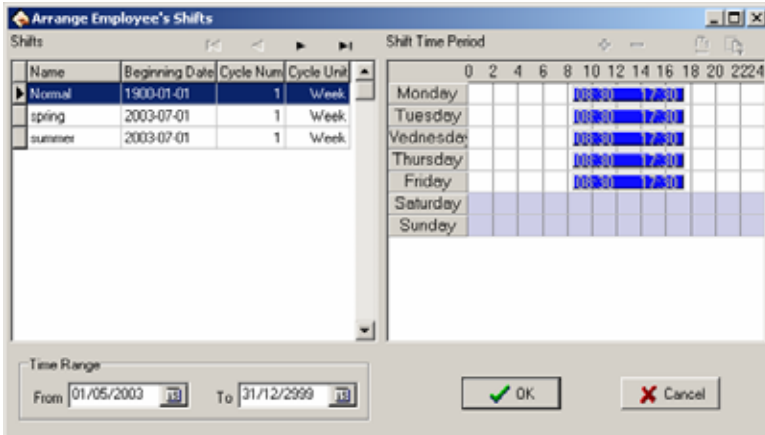 Arrange Employee's Shifts
Shifts
Name Beginning Date Cycle Num Cycle Unit
Normal 1900-01-01 1 Week
spring 2003-07-01 1 Week
summer 2003-07-01 1 Week
Shift Time Period
0 2 4 6 8 10 12 14 16 18 20 2224
Monday 08:30 17:30
Tuesday 08:30 17:30
Wednesday 08:30 17:30
Thursday 08:30 17:30
Friday 08:30 17:30
Saturday
Sunday
Time Range
From 01/05/2003 To 31/12/2999
OK
Cancel